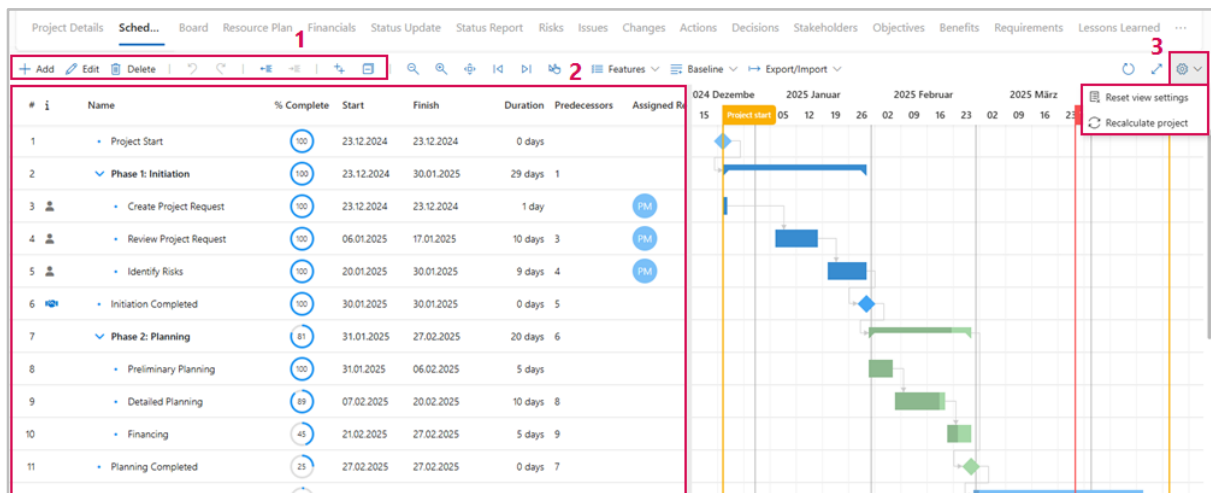 Project Details Sched... Board Resource Plan Financials Status Update Status Report Risks Issues Changes Actions Decisions Stakeholders Objectives Benefits Requirements Lessons Learned ...
1
3
+ Add Edit Delete 2 Features Baseline Export/Import
# i Name % Complete Start Finish Duration Predecessors Assigned Re
024 Dezembe 2025 Januar 2025 Februar 2025 März
15 Project start 05 12 19 26 02 09 16 23 02 09 16 23
Reset view settings
Recalculate project
1 Project Start 100 23.12.2024 23.12.2024 0 days
2 Phase 1: Initiation 100 23.12.2024 30.01.2025 29 days 1
3 Create Project Request 100 23.12.2024 23.12.2024 1 day PM
4 Review Project Request 100 06.01.2025 17.01.2025 10 days 3 PM
5 Identify Risks 100 20.01.2025 30.01.2025 9 days 4 PM
6 Initiation Completed 100 30.01.2025 30.01.2025 0 days 5
7 Phase 2: Planning 81 31.01.2025 27.02.2025 20 days 6
8 Preliminary Planning 100 31.01.2025 06.02.2025 5 days
9 Detailed Planning 89 07.02.2025 20.02.2025 10 days 8
10 Financing 45 21.02.2025 27.02.2025 5 days 9
11 Planning Completed 25 27.02.2025 27.02.2025 0 days 7